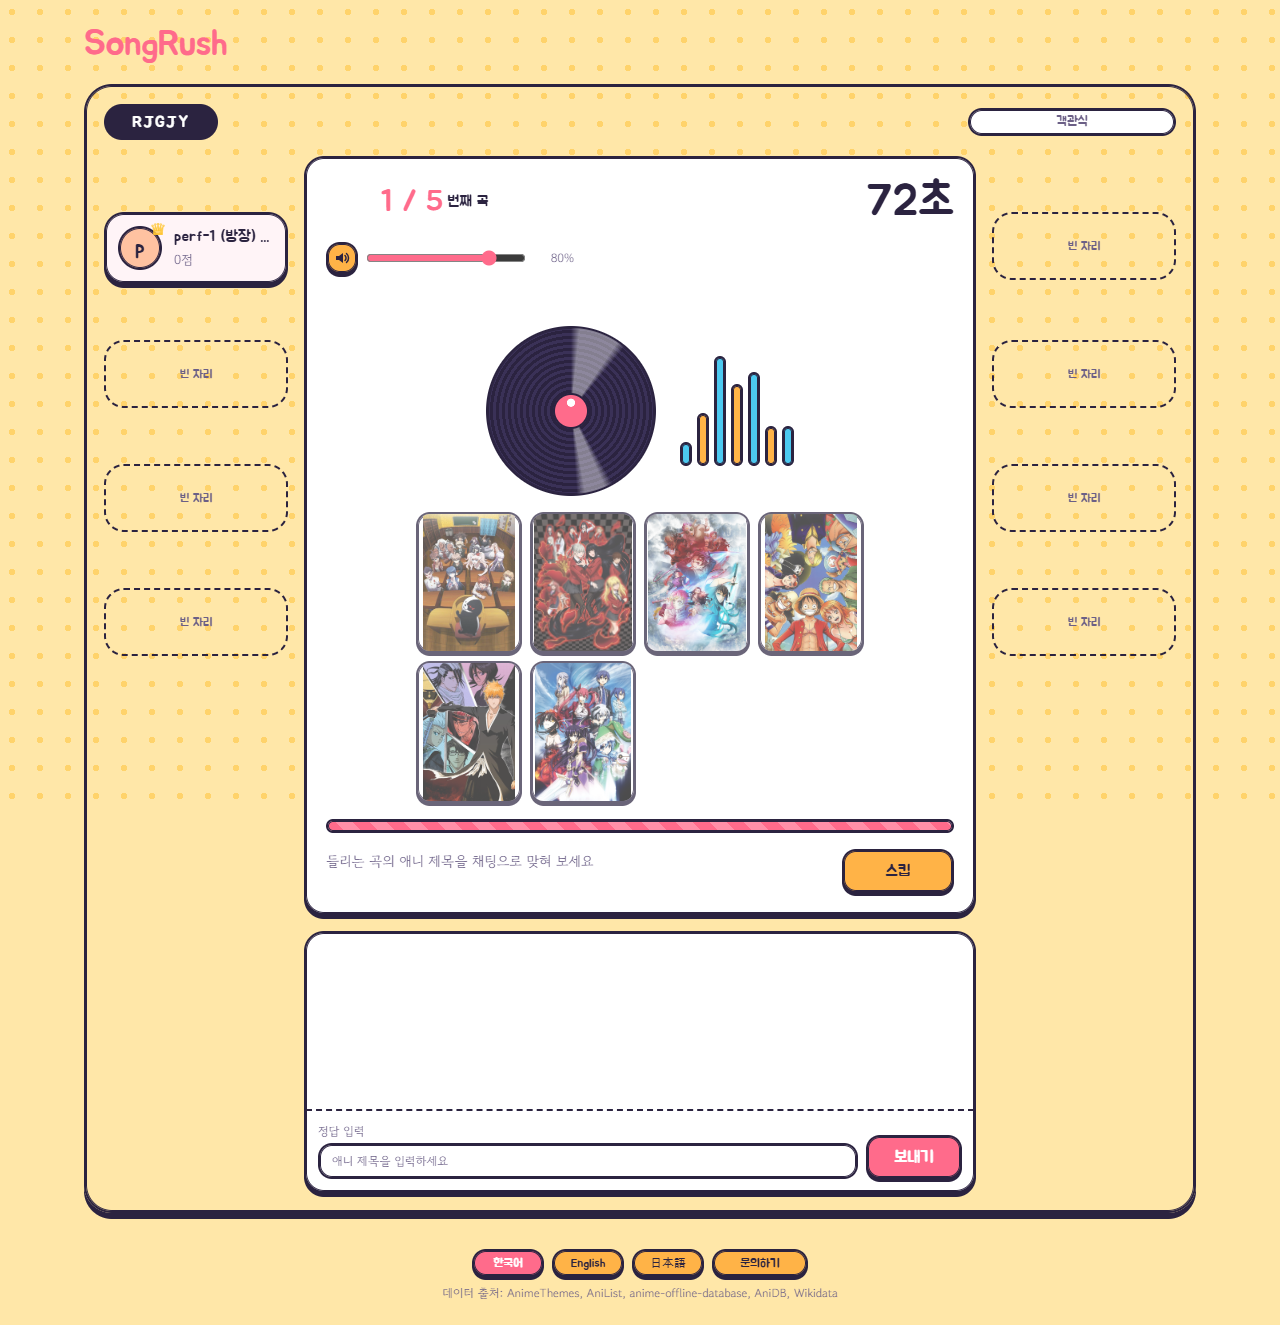 SongRush
RJGJY
객관식
1 / 5 번째 곡
72초
perf-1 (방장) ...
0점
P
80%
빈 자리
빈 자리
빈 자리
빈 자리
빈 자리
빈 자리
빈 자리
들리는 곡의 애니 제목을 채팅으로 맞혀 보세요
스킵
정답 입력
애니 제목을 입력하세요
보내기
한국어
English
日本語
문의하기
데이터 출처: AnimeThemes, AniList, anime-offline-database, AniDB, Wikidata